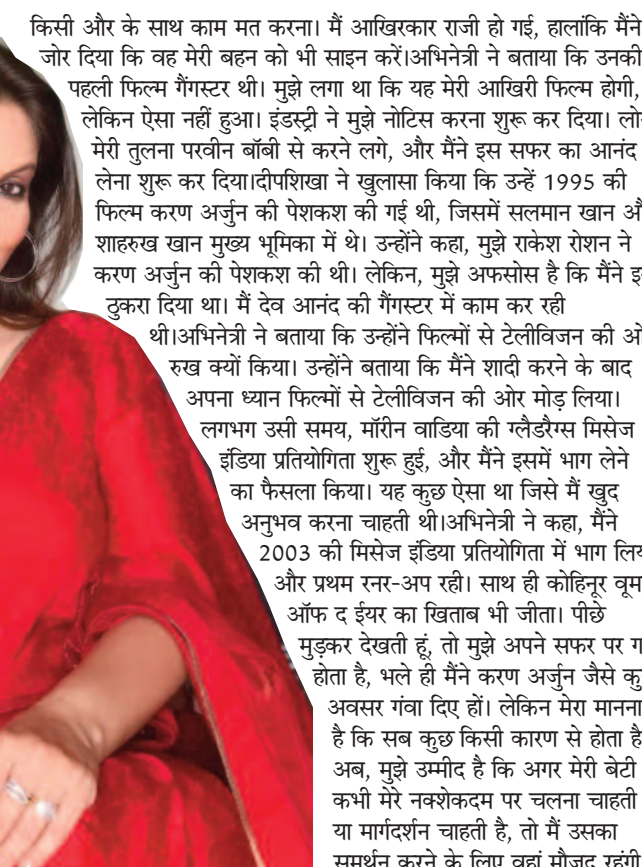 किसी और के साथ काम मत करना। मैं आखिरकार राजी हो गई, हालांकि मैंने
जोर दिया कि वह मेरी बहन को भी साइन करें।अभिनेत्री ने बताया कि उनकी
पहली फिल्म गैंगस्टर थी। मुझे लगा था कि यह मेरी आखिरी फिल्म होगी,
लेकिन ऐसा नहीं हुआ। इंडस्ट्री ने मुझे नोटिस करना शुरू कर दिया।
मेरी तुलना परवीन बॉबी से करने लगे, और मैंने इस सफर का आनंद
लेना शुरू कर दिया।दीपशिखा ने खुलासा किया कि उन्हें 1995 की
फिल्म करण अर्जुन की पेशकश की गई थी, जिसमें सलमान खान
शाहरुख खान मुख्य भूमिका में थे। उन्होंने कहा, मुझे राकेश रोशन ने
करण अर्जुन की पेशकश की थी। लेकिन, मुझे अफसोस है कि मैंने
ठुकरा दिया था। मैं देव आनंद की गैंगस्टर में काम कर रही
थी।अभिनेत्री ने बताया कि उन्होंने फिल्मों से टेलीविजन की
रुख क्यों किया। उन्होंने बताया कि मैंने शादी करने के बाद
अपना ध्यान फिल्मों से टेलीविजन की ओर मोड़ लिया।
लगभग उसी समय, मॉरीन वाडिया की ग्लैडरैग्स मिसेज
इंडिया प्रतियोगिता शुरू हुई, और मैंने इसमें भाग लेने
का फैसला किया। यह कुछ ऐसा था जिसे मैं खुद
अनुभव करना चाहती थी।अभिनेत्री ने कहा, मैंने
2003 की मिसेज इंडिया प्रतियोगिता में भाग
और प्रथम रनर-अप रही। साथ ही कोहिनूर
ऑफ द ईयर का खिताब भी जीता। पीछे
मुड़कर देखती हूं, तो मुझे अपने सफर पर
होता है, भले ही मैंने करण अर्जुन जैसे
अवसर गंवा दिए हों। लेकिन मेरा मानना
है कि सब कुछ किसी कारण से होता है
अब, मुझे उम्मीद है कि अगर मेरी बेटी
कभी मेरे नक्शेकदम पर चलना चाहती
या मार्गदर्शन चाहती है, तो मैं उसका
समर्थन करने के लिए वहां मौजूद रहूंगी